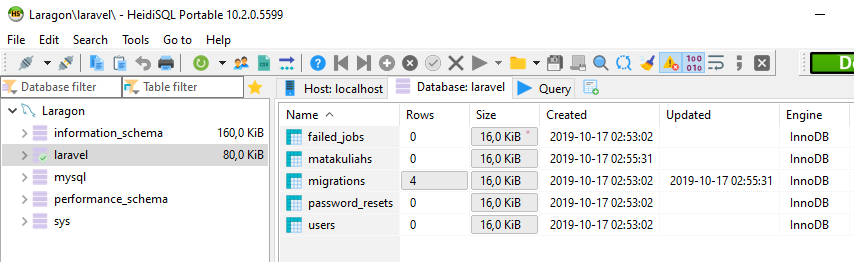 Laragon\laravel\ - HeidiSQL Portable 10.2.0.5599
File Edit Search Tools Go to Help
Database filter Table filter
Host: localhost Database: laravel Query
Laragon
information_schema 160,0 KiB
laravel 80,0 KiB
mysql
performance_schema
sys
Name Rows Size Created Updated Engine
failed_jobs 0 16,0 KiB 2019-10-17 02:53:02 InnoDB
matakuliahs 0 16,0 KiB 2019-10-17 02:55:31 InnoDB
migrations 4 16,0 KiB 2019-10-17 02:53:02 2019-10-17 02:55:31 InnoDB
password_resets 0 16,0 KiB 2019-10-17 02:53:02 InnoDB
users 0 16,0 KiB 2019-10-17 02:53:02 InnoDB